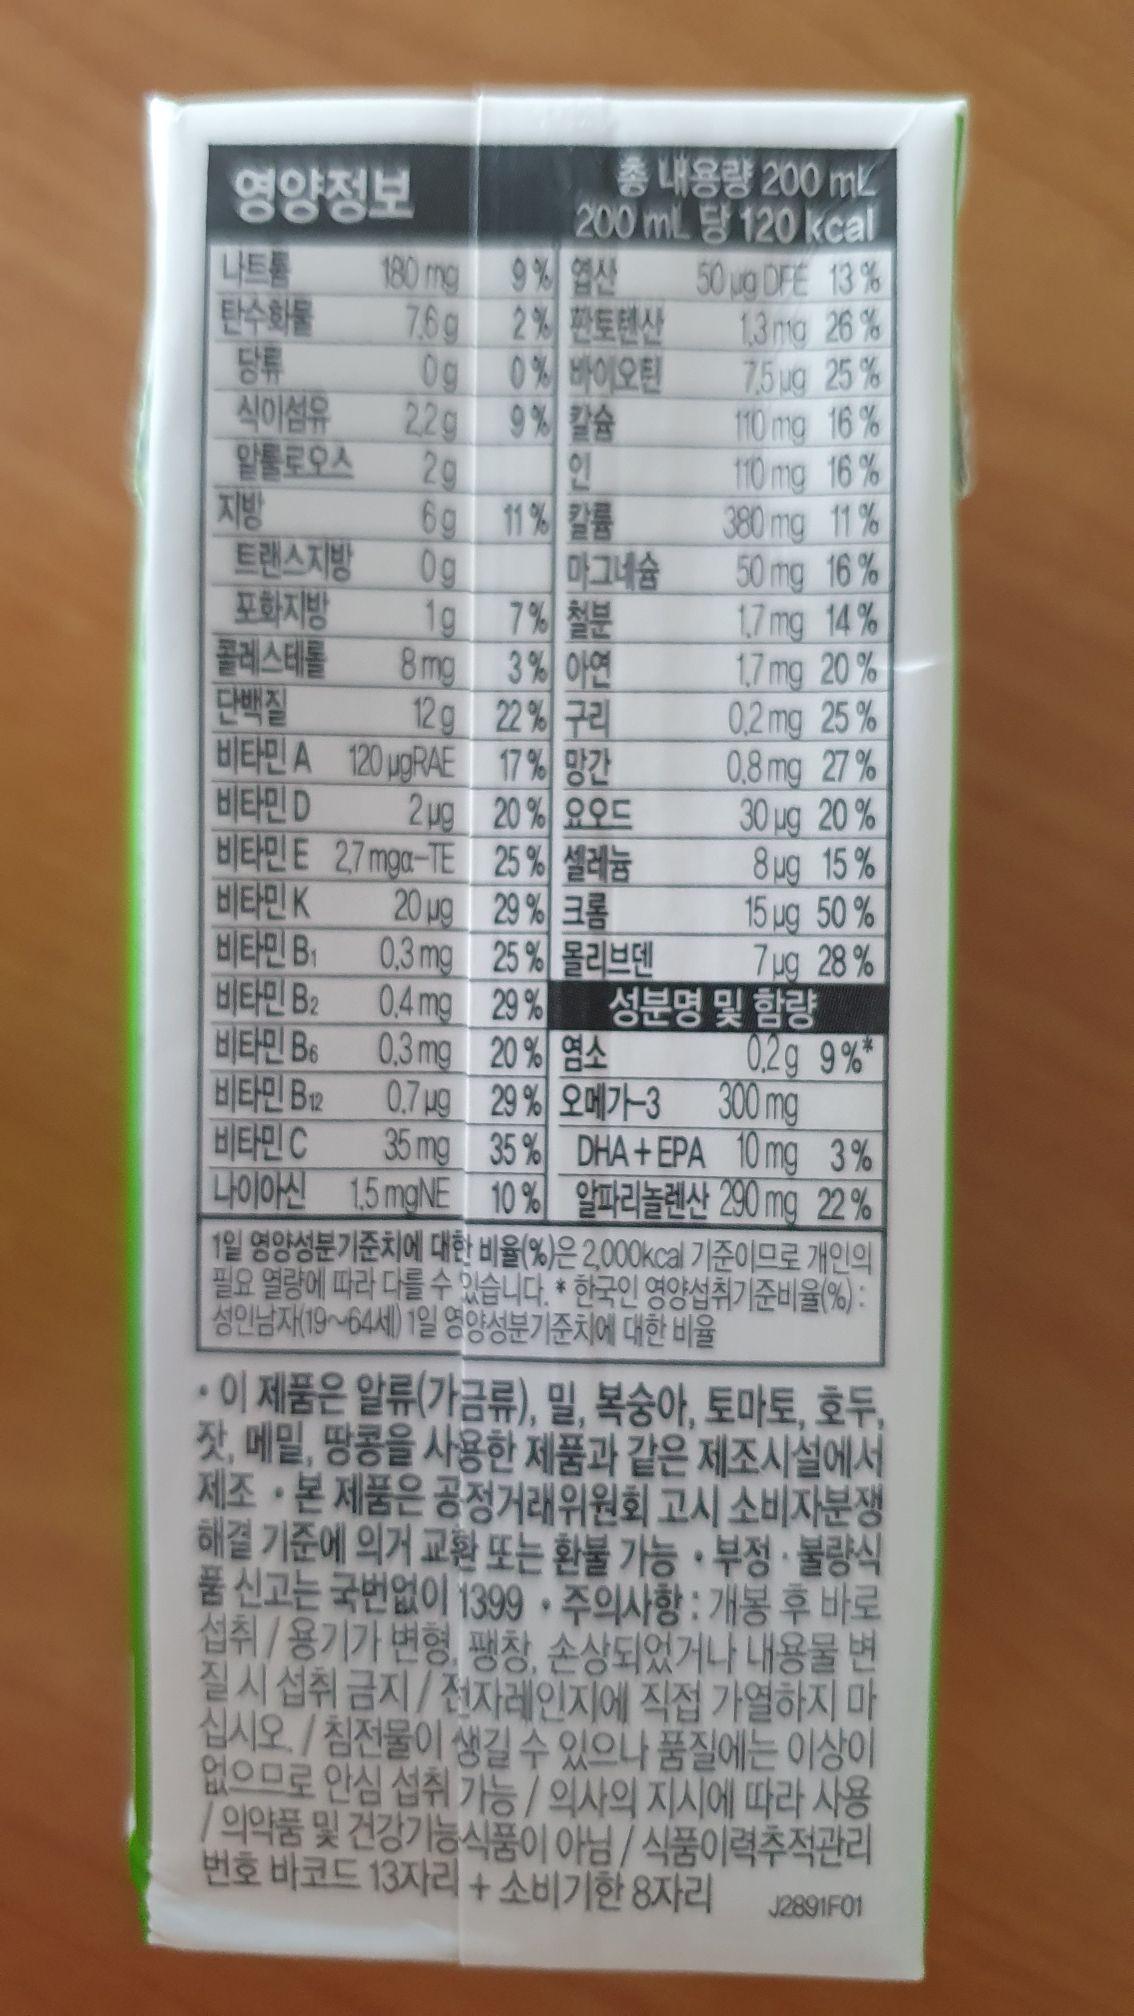 영양정보
총 내용량 200 mL
200 mL 당 120 kcal
나트륨 180 mg 9 %
탄수화물 7.6 g 2 %
당류 0 g 0 %
식이섬유 2.2 g 9 %
알룰로오스 2 g
지방 6 g 11 %
트랜스지방 0 g
포화지방 1 g 7 %
콜레스테롤 8 mg 3 %
단백질 12 g 22 %
비타민 A 120 μgRAE 17 %
비타민 D 2 μg 20 %
비타민 E 2.7 mgα-TE 25 %
비타민 K 20 μg 29 %
비타민 B₁ 0.3 mg 25 %
비타민 B₂ 0.4 mg 29 %
비타민 B₆ 0.3 mg 20 %
비타민 B₁₂ 0.7 μg 29 %
비타민 C 35 mg 35 %
나이아신 1.5 mgNE 10 %
엽산 50 μg DFE 13 %
판토텐산 1.3 mg 26 %
바이오틴 7.5 μg 25 %
칼슘 110 mg 16 %
인 110 mg 16 %
칼륨 380 mg 11 %
마그네슘 50 mg 16 %
철분 1.7 mg 14 %
아연 1.7 mg 20 %
구리 0.2 mg 25 %
망간 0.8 mg 27 %
요오드 30 μg 20 %
셀레늄 8 μg 15 %
크롬 15 μg 50 %
몰리브덴 7 μg 28 %
성분명 및 함량
염소 0.2 g 9 %*
오메가-3 300 mg
DHA + EPA 10 mg 3 %
알파리놀렌산 290 mg 22 %
1일 영양성분기준치에 대한 비율(%)은 2,000kcal 기준이므로 개인의
필요 열량에 따라 다를 수 있습니다. * 한국인 영양섭취기준비율(%) :
성인남자(19~64세) 1일 영양성분기준치에 대한 비율
• 이 제품은 알류(가금류), 밀, 복숭아, 토마토, 호두,
잣, 메밀, 땅콩을 사용한 제품과 같은 제조시설에서
제조 • 본 제품은 공정거래위원회 고시 소비자분쟁
해결 기준에 의거 교환 또는 환불 가능 • 부정 · 불량식
품 신고는 국번없이 1399 • 주의사항 : 개봉 후 바로
섭취 / 용기가 변형, 팽창, 손상되었거나 내용물 변
질 시 섭취 금지 / 전자레인지에 직접 가열하지 마
십시오. / 침전물이 생길 수 있으나 품질에는 이상이
없으므로 안심 섭취 가능 / 의사의 지시에 따라 사용
/ 의약품 및 건강기능식품이 아님 / 식품이력추적관리
번호 바코드 13자리 + 소비기한 8자리
J2891F01